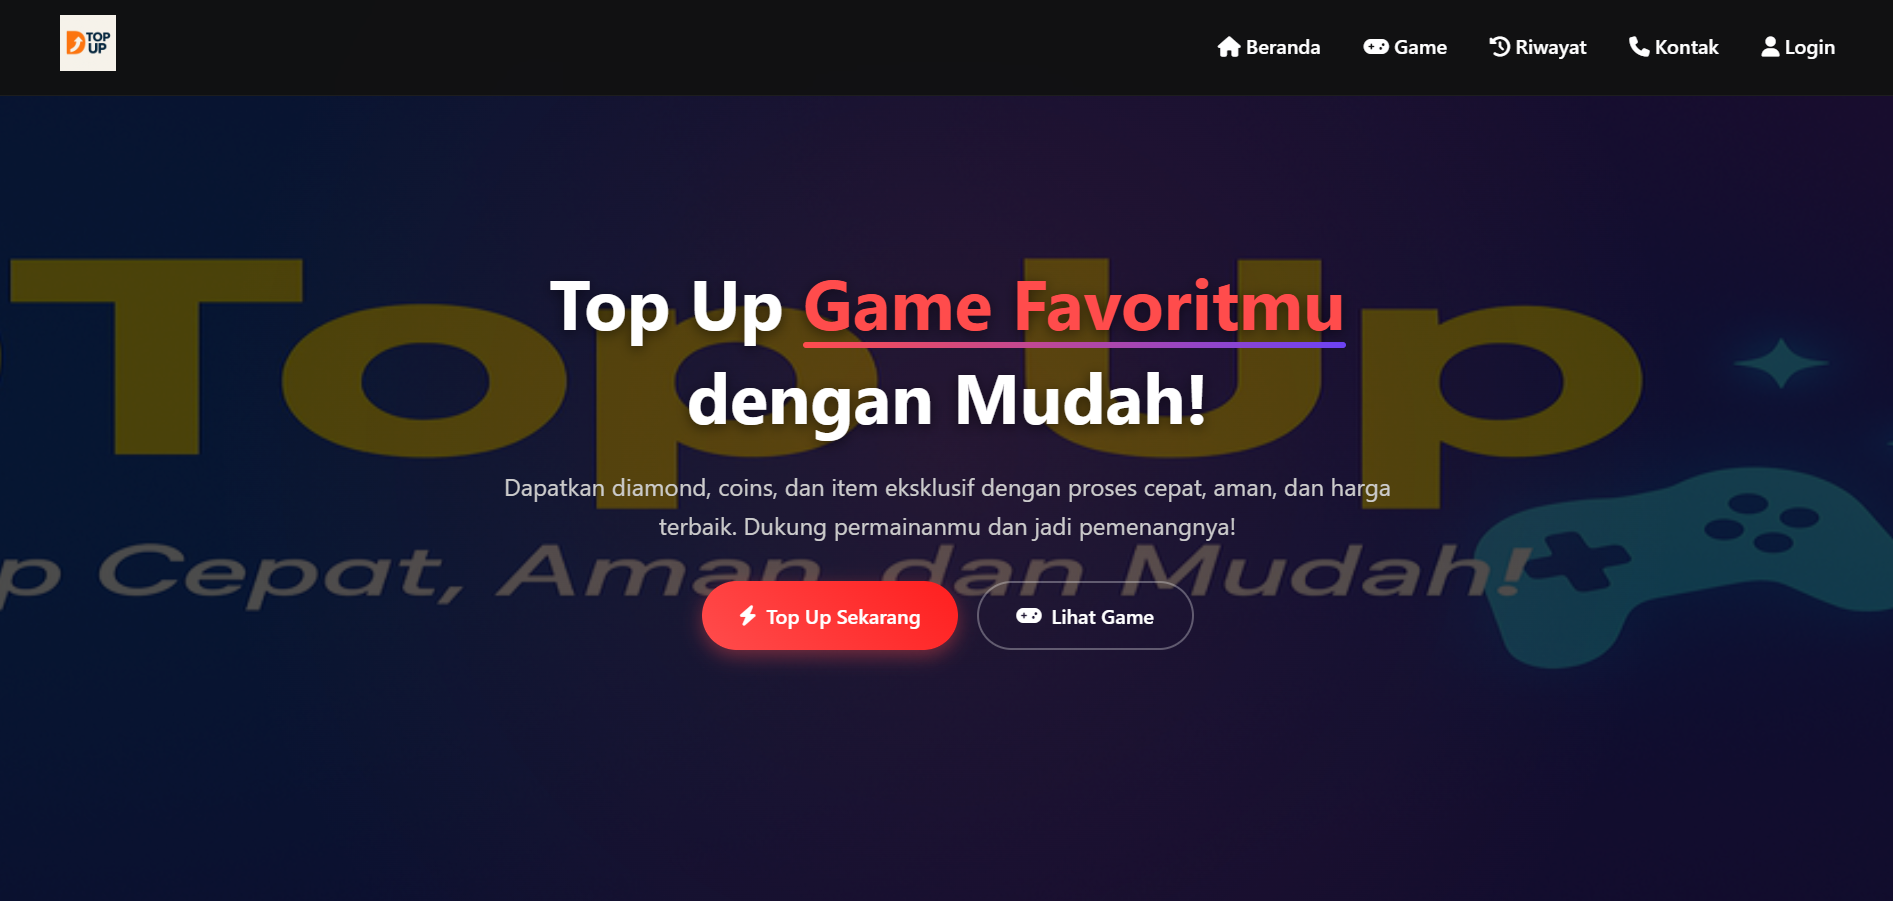 D TOP
UP
Beranda
Game
Riwayat
Kontak
Login
Top Up
Top Up Game Favoritmu
dengan Mudah!
Dapatkan diamond, coins, dan item eksklusif dengan proses cepat, aman, dan harga
terbaik. Dukung permainanmu dan jadi pemenangnya!
p Cepat, Aman dan Mudah!
Top Up Sekarang
Lihat Game